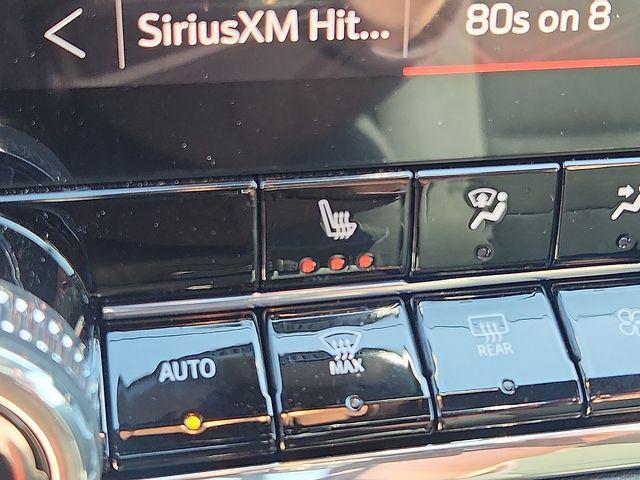 SiriusXM Hit...
80s on 8
AUTO
MAX
REAR